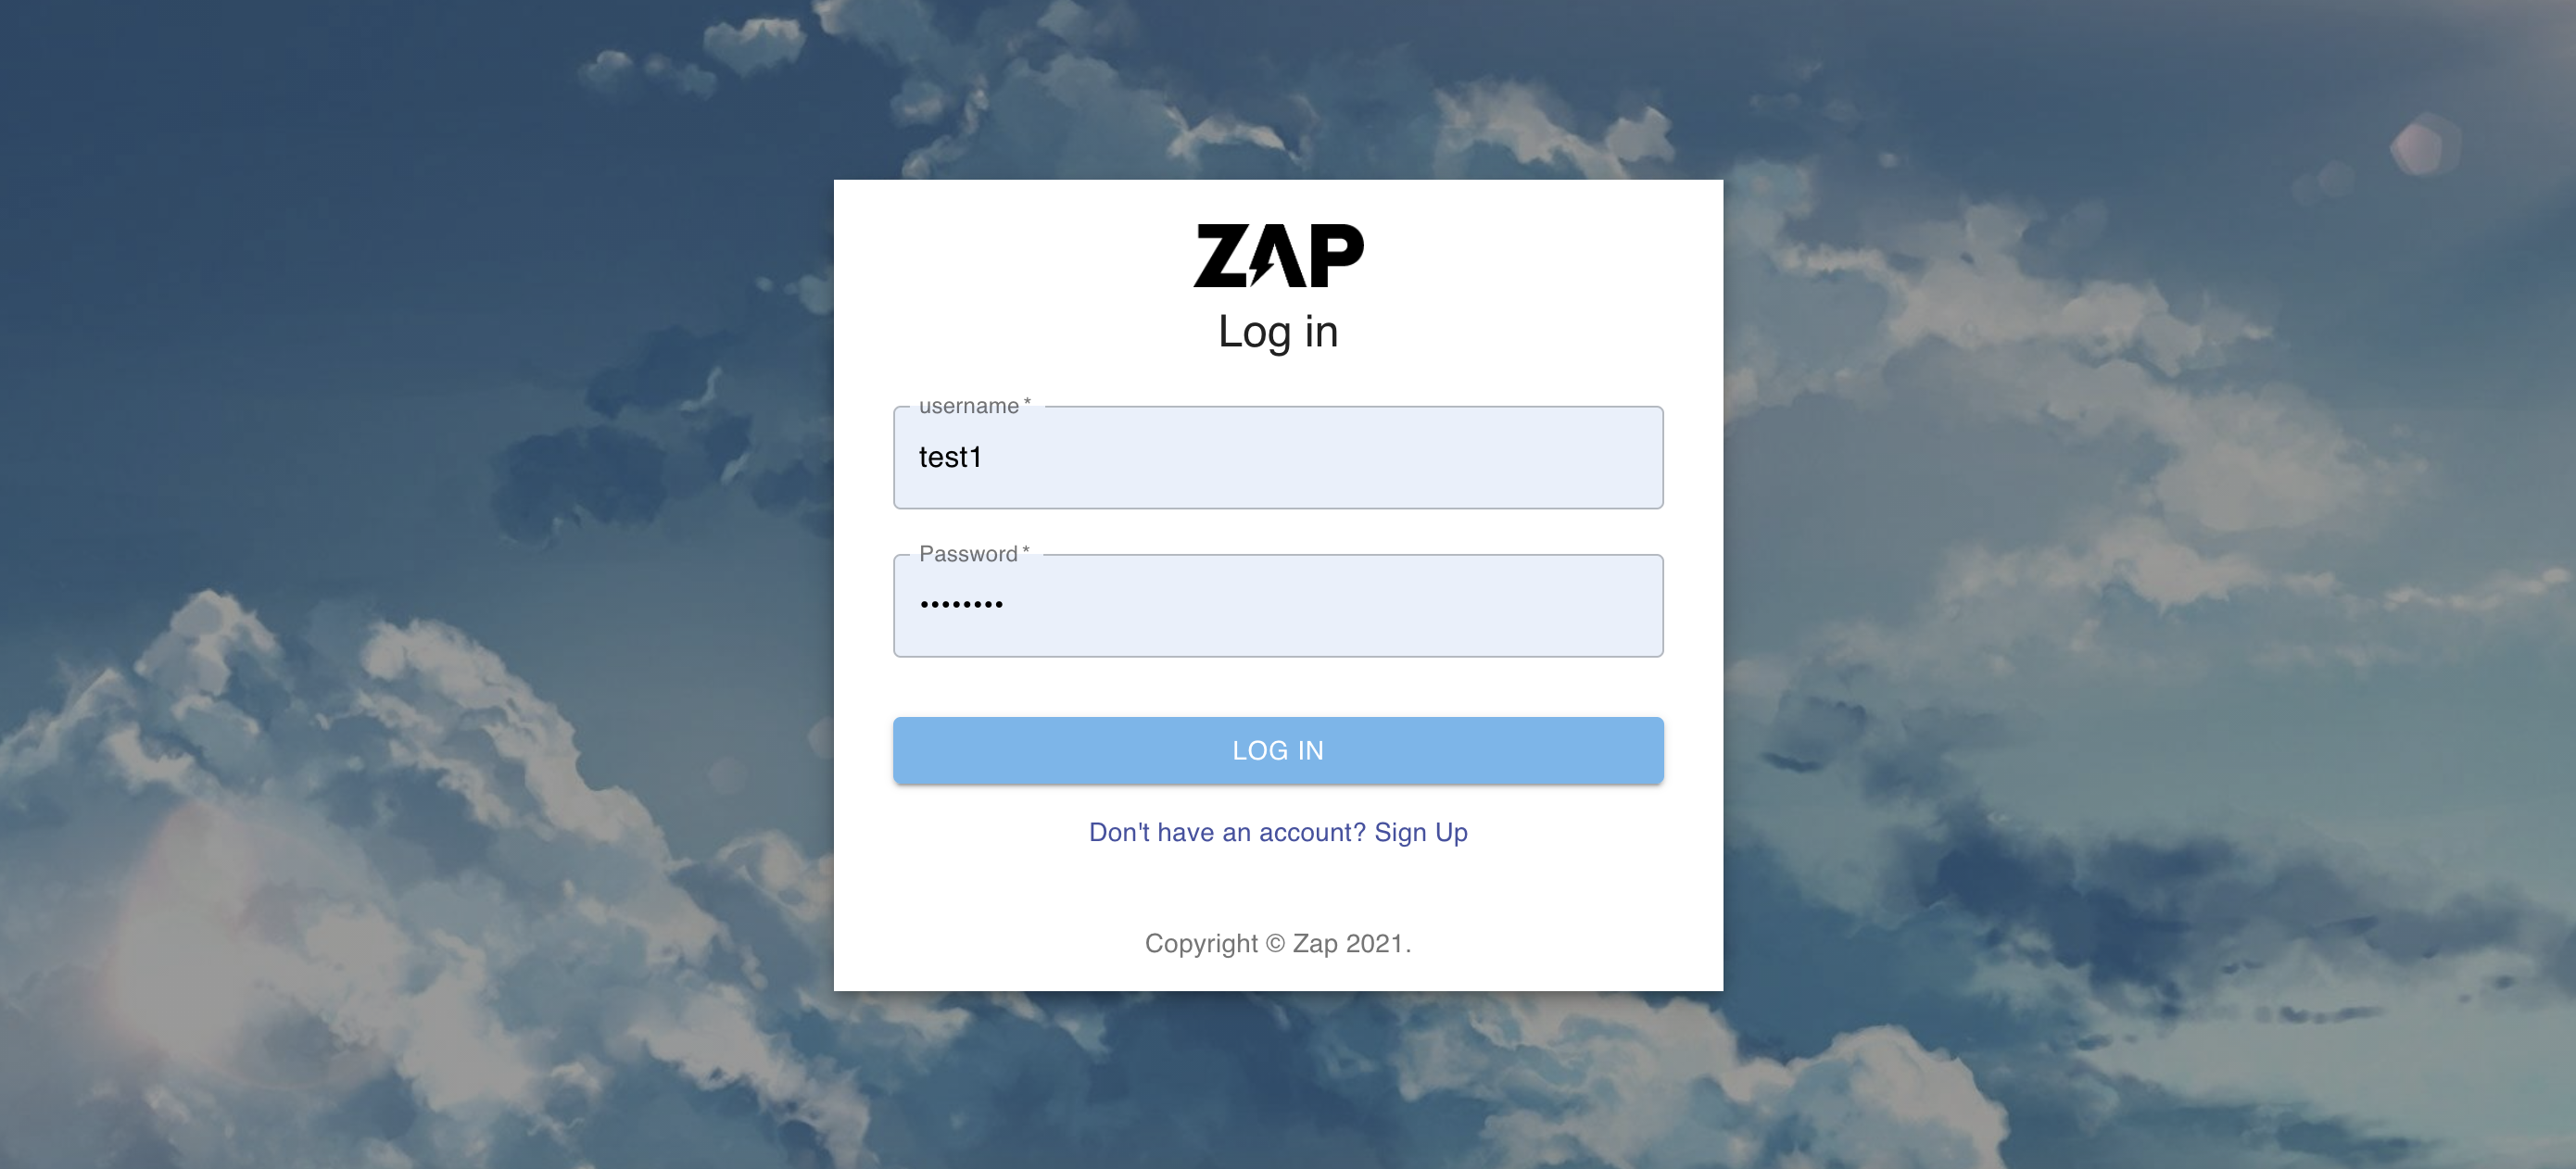 ZAP
Log in
username *
test1
Password *
••••••••
LOG IN
Don't have an account? Sign Up
Copyright © Zap 2021.